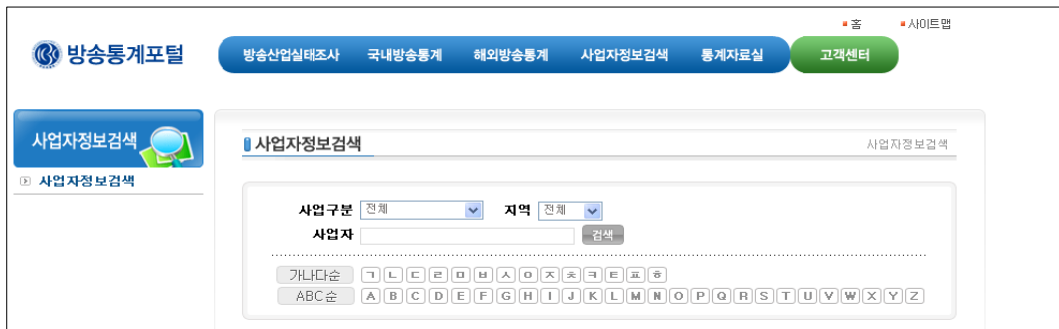 홈 사이트맵
방송통계포털 방송산업실태조사 국내방송통계 해외방송통계 사업자정보검색 통계자료실 고객센터
사업자정보검색
사업자정보검색 사업자정보검색
사업자정보검색
사업구분 전체 지역 전체
사업자 검색
가나다순 ㄱ ㄴ ㄷ ㄹ ㅁ ㅂ ㅅ ㅇ ㅈ ㅊ ㅋ ㅌ ㅍ ㅎ
ABC순 A B C D E F G H I J K L M N O P Q R S T U V W X Y Z